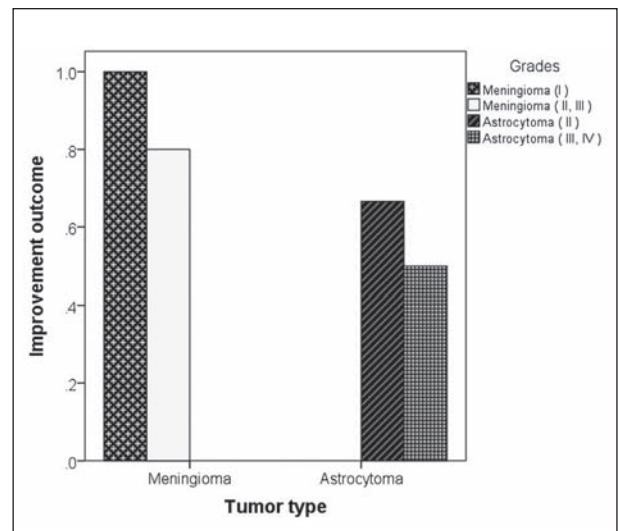 Grades
Meningioma (I )
Meningioma ( II, III )
Astrocytoma ( II )
Astrocytoma ( III, IV )
Improvement outcome
1.0
.8
.6
.4
.2
.0
Meningioma Astrocytoma
Tumor type